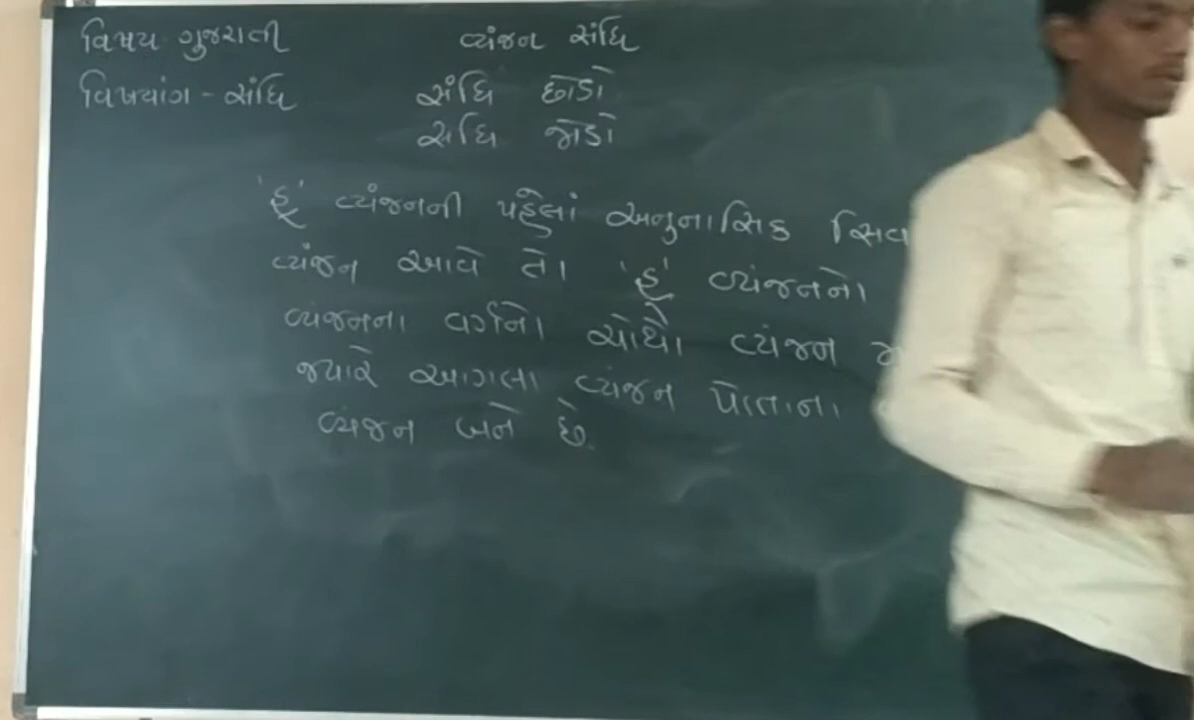 વિષય ગુજરાતી
વ્યંજન સંધિ
વિષયાંગ - સંધિ
સંધિ છોડો
સંધિ જોડો
'હ્' વ્યંજનની પહેલાં અનુનાસિક સિવા
વ્યંજન આવે તો 'હ્' વ્યંજનનો
વ્યંજનના વર્ગનો ચોથો વ્યંજન
જ્યારે આગલા વ્યંજન પોતાના
વ્યંજન બને છે.